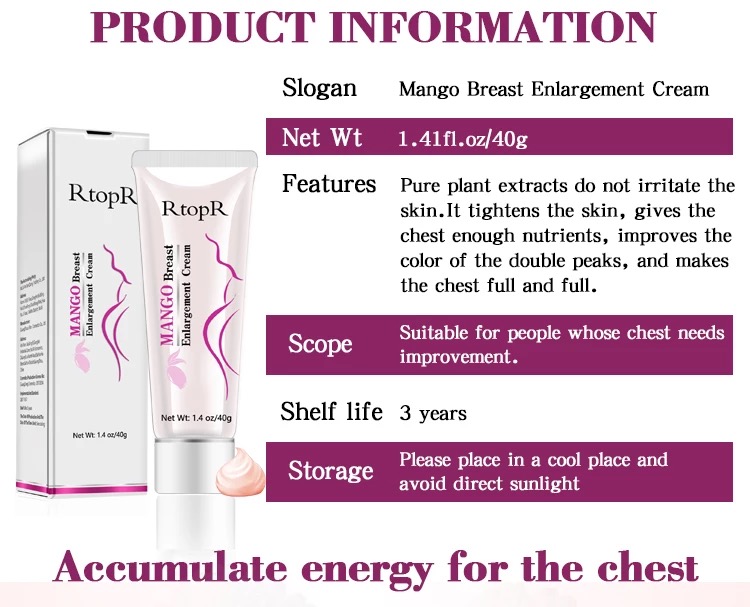 PRODUCT INFORMATION
Slogan Mango Breast Enlargement Cream
Net Wt 1.41fl.oz/40g
Features Pure plant extracts do not irritate the
skin.It tightens the skin, gives the
chest enough nutrients, improves the
color of the double peaks, and makes
the chest full and full.
Scope Suitable for people whose chest needs
improvement.
Shelf life 3 years
Storage Please place in a cool place and
avoid direct sunlight
RtopR
MANGO Breast
Enlargement Cream
Net Wt: 1.4 oz/40g
RtopR
MANGO Breast
Enlargement Cream
Net Wt: 1.4 oz/40g
Accumulate energy for the chest